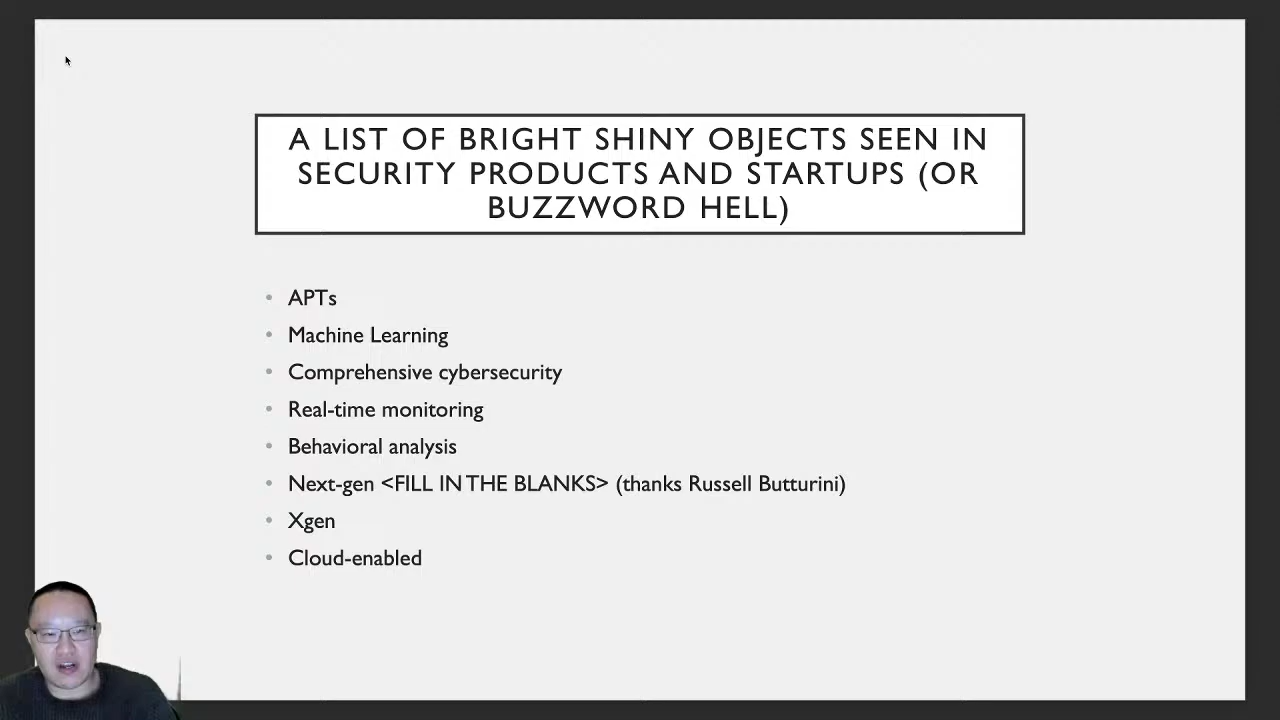 A LIST OF BRIGHT SHINY OBJECTS SEEN IN
SECURITY PRODUCTS AND STARTUPS (OR
BUZZWORD HELL)
• APTs
• Machine Learning
• Comprehensive cybersecurity
• Real-time monitoring
• Behavioral analysis
• Next-gen <FILL IN THE BLANKS> (thanks Russell Butturini)
• Xgen
• Cloud-enabled